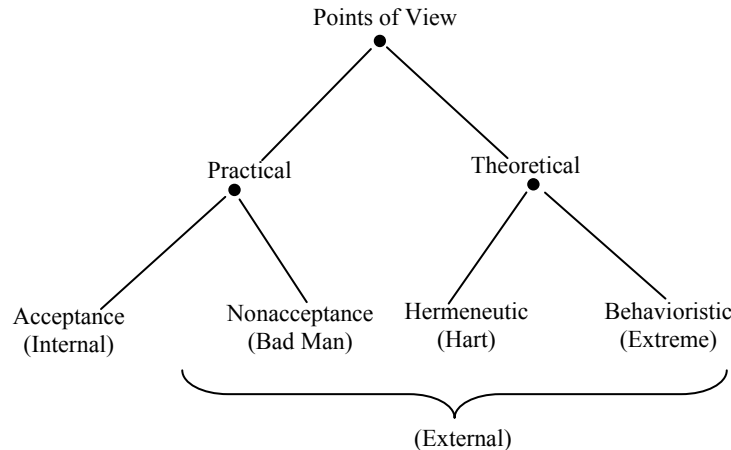 Points of View
Practical
Theoretical
Acceptance
(Internal)
Nonacceptance
(Bad Man)
Hermeneutic
(Hart)
Behavioristic
(Extreme)
(External)